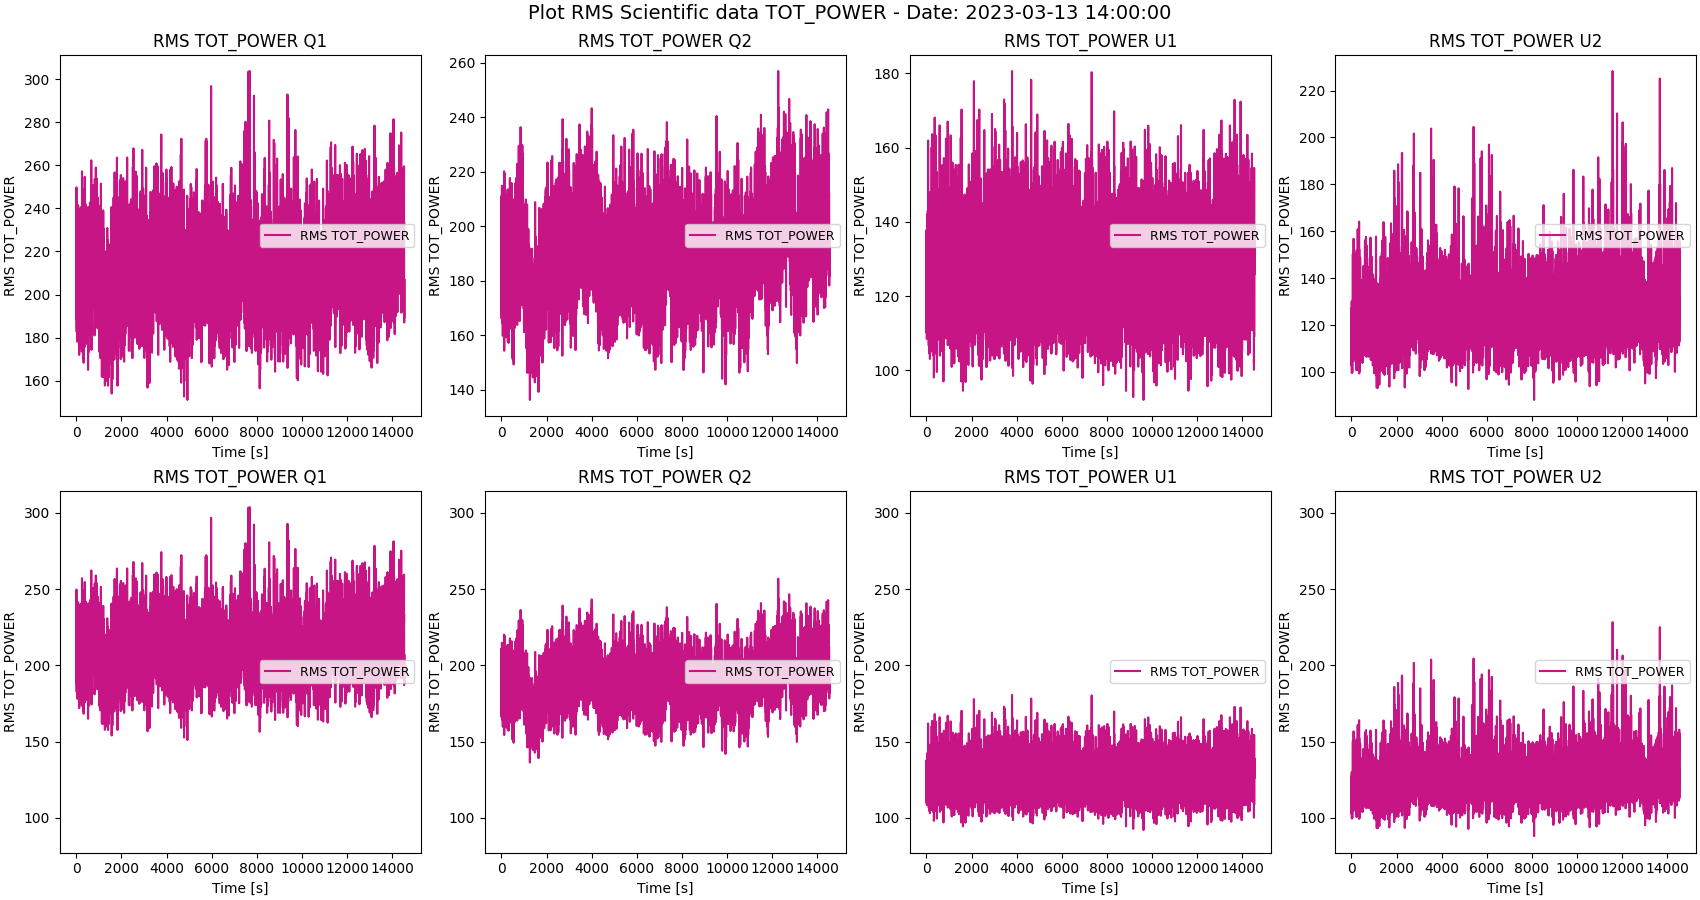 Plot RMS Scientific data TOT_POWER - Date: 2023-03-13 14:00:00
RMS TOT_POWER Q1
RMS TOT_POWER
300
280
260
240
220
200
180
160
RMS TOT_POWER
0 2000 4000 6000 8000 10000 12000 14000
Time [s]
RMS TOT_POWER Q2
RMS TOT_POWER
260
240
220
200
180
160
140
RMS TOT_POWER
0 2000 4000 6000 8000 10000 12000 14000
Time [s]
RMS TOT_POWER U1
RMS TOT_POWER
180
160
140
120
100
RMS TOT_POWER
0 2000 4000 6000 8000 10000 12000 14000
Time [s]
RMS TOT_POWER U2
RMS TOT_POWER
220
200
180
160
140
120
100
RMS TOT_POWER
0 2000 4000 6000 8000 10000 12000 14000
Time [s]
RMS TOT_POWER Q1
RMS TOT_POWER
300
250
200
150
100
RMS TOT_POWER
0 2000 4000 6000 8000 10000 12000 14000
Time [s]
RMS TOT_POWER Q2
RMS TOT_POWER
300
250
200
150
100
RMS TOT_POWER
0 2000 4000 6000 8000 10000 12000 14000
Time [s]
RMS TOT_POWER U1
RMS TOT_POWER
300
250
200
150
100
RMS TOT_POWER
0 2000 4000 6000 8000 10000 12000 14000
Time [s]
RMS TOT_POWER U2
RMS TOT_POWER
300
250
200
150
100
RMS TOT_POWER
0 2000 4000 6000 8000 10000 12000 14000
Time [s]